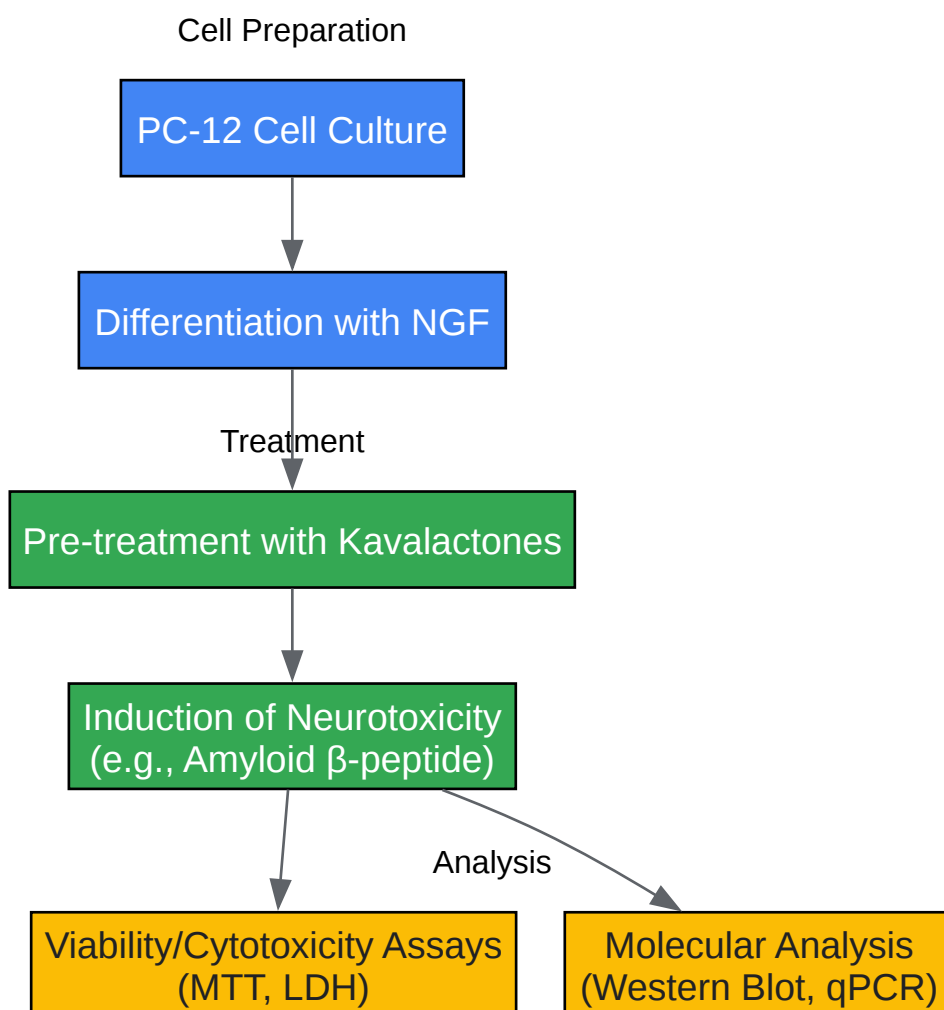 Cell Preparation
PC-12 Cell Culture
Differentiation with NGF
Treatment
Pre-treatment with Kavalactones
Induction of Neurotoxicity
(e.g., Amyloid β-peptide)
Analysis
Viability/Cytotoxicity Assays
(MTT, LDH)
Molecular Analysis
(Western Blot, qPCR)